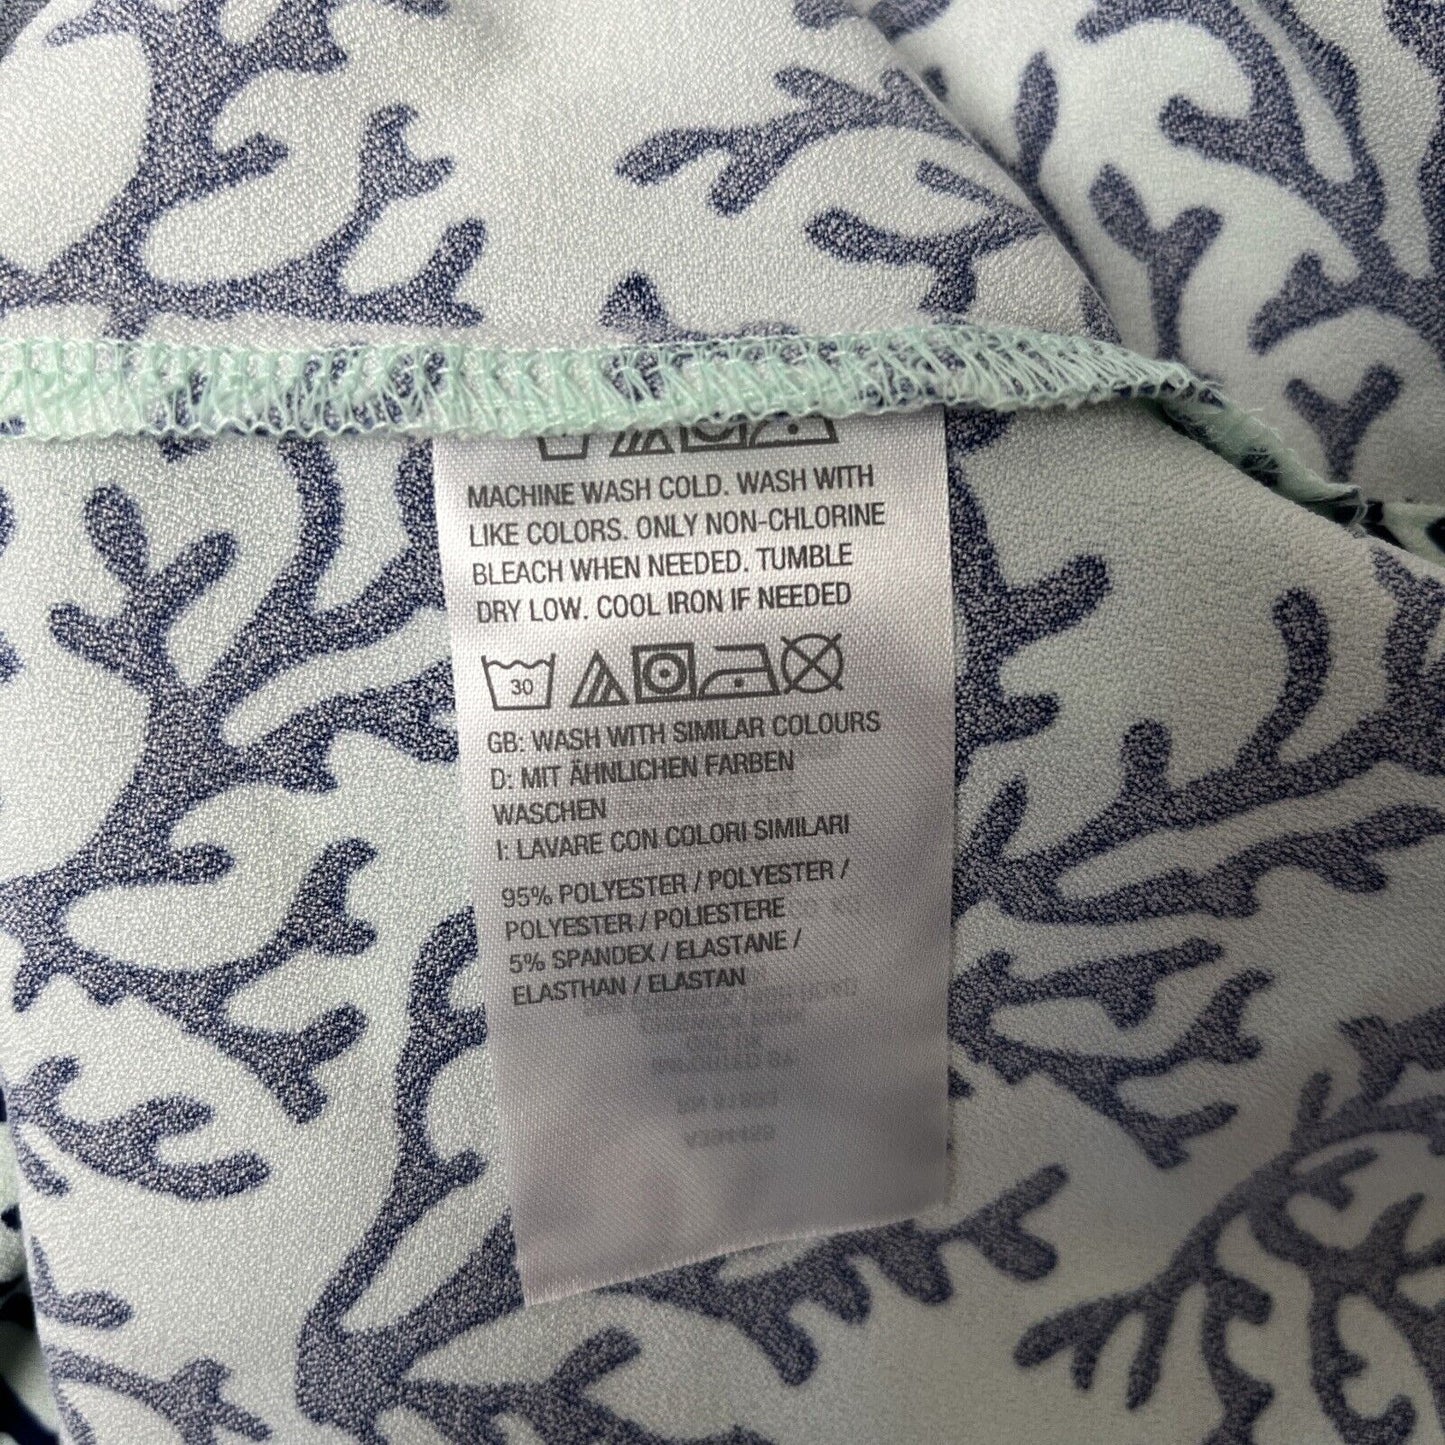 MACHINE WASH COLD. WASH WITH
LIKE COLORS. ONLY NON-CHLORINE
BLEACH WHEN NEEDED. TUMBLE
DRY LOW. COOL IRON IF NEEDED
30
GB: WASH WITH SIMILAR COLOURS
D: MIT ÄHNLICHEN FARBEN
WASCHEN
I: LAVARE CON COLORI SIMILARI
95% POLYESTER / POLYESTER /
POLYESTER / POLIESTERE
5% SPANDEX / ELASTANE /
ELASTHAN / ELASTAN